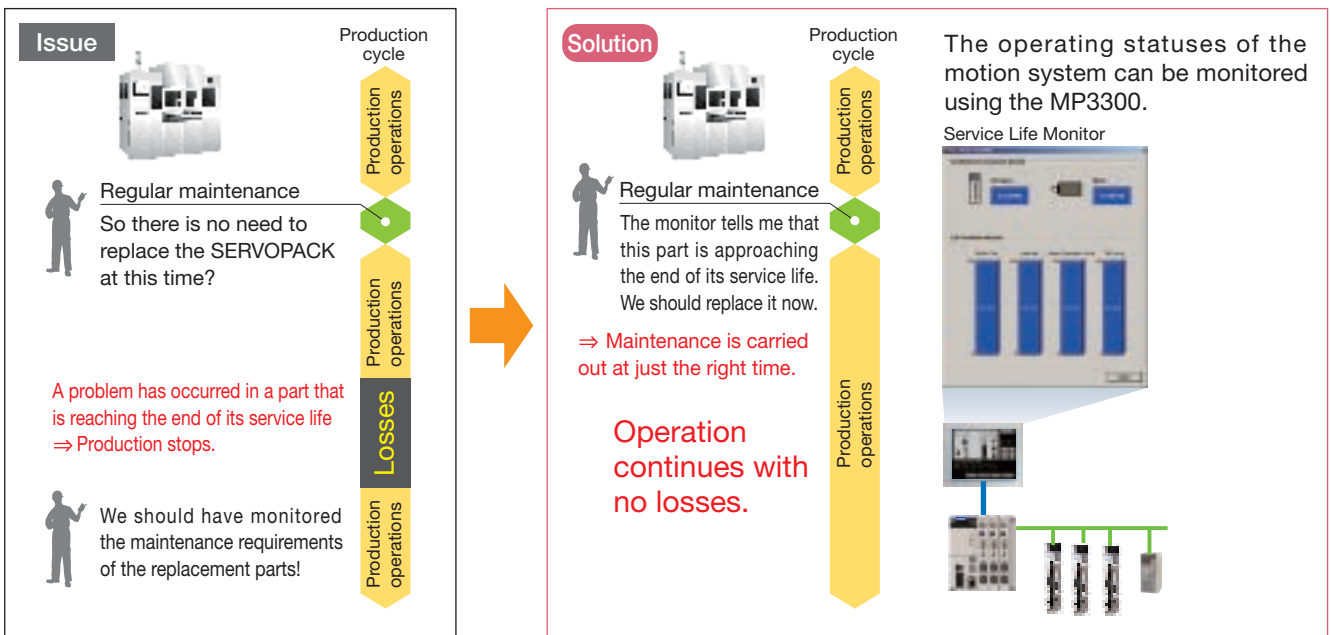 Issue
Production
cycle
Production
operations
Regular maintenance
So there is no need to
replace the SERVOPACK
at this time?
Production
operations
A problem has occurred in a part that
is reaching the end of its service life
⇒ Production stops.
Losses
We should have monitored
the maintenance requirements
of the replacement parts!
Production
operations
Solution
Production
cycle
Production
operations
Regular maintenance
The monitor tells me that
this part is approaching
the end of its service life.
We should replace it now.
⇒ Maintenance is carried
out at just the right time.
Operation
continues with
no losses.
Production
operations
The operating statuses of the
motion system can be monitored
using the MP3300.
Service Life Monitor